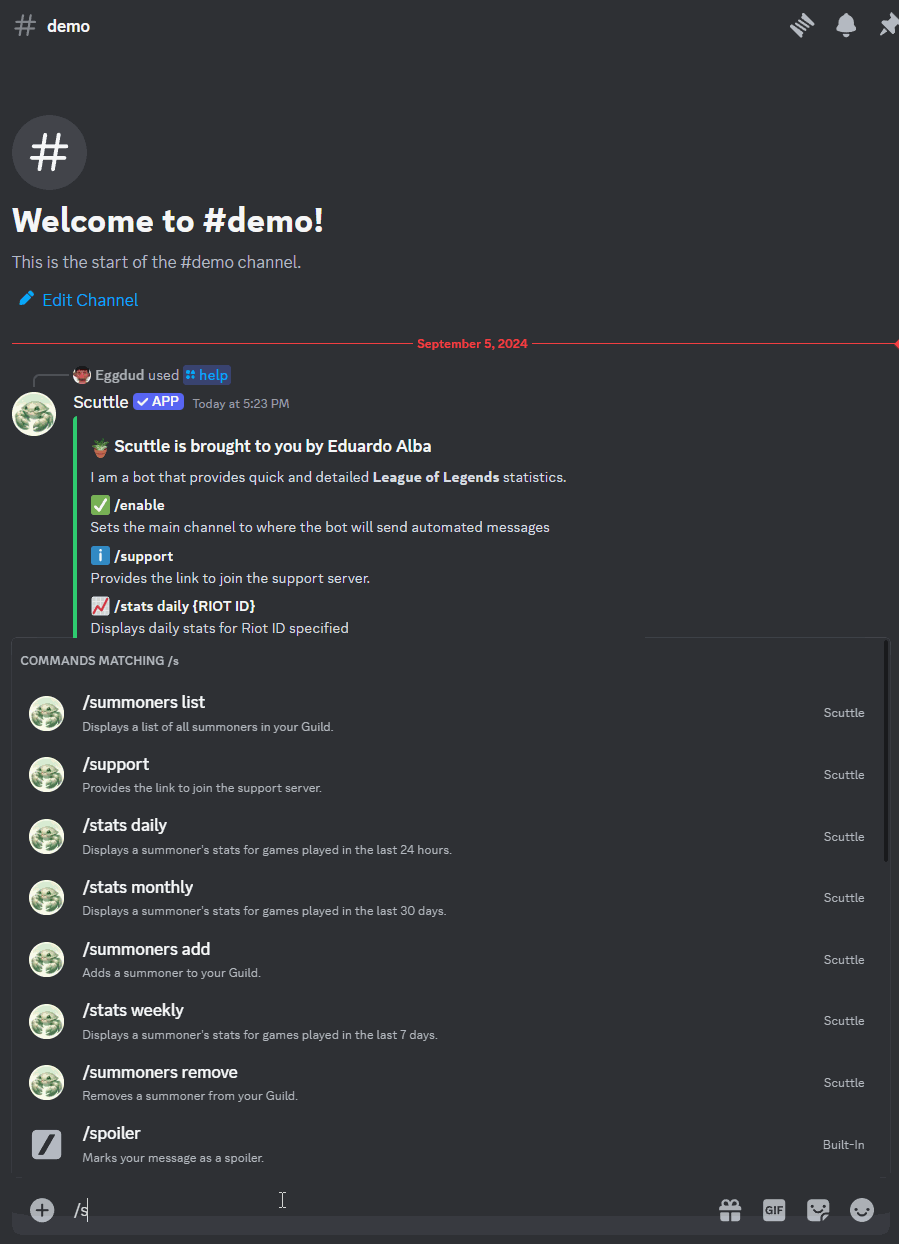 demo
Welcome to #demo!
This is the start of the #demo channel.
Edit Channel
September 5, 2024
Eggdud used help
Scuttle APP Today at 5:23 PM
Scuttle is brought to you by Eduardo Alba
I am a bot that provides quick and detailed League of Legends statistics.
/enable
Sets the main channel to where the bot will send automated messages
/support
Provides the link to join the support server.
/stats daily {RIOT ID}
Displays daily stats for Riot ID specified
COMMANDS MATCHING /s
/summoners list
Displays a list of all summoners in your Guild.
Scuttle
/support
Provides the link to join the support server.
Scuttle
/stats daily
Displays a summoner's stats for games played in the last 24 hours.
Scuttle
/stats monthly
Displays a summoner's stats for games played in the last 30 days.
Scuttle
/summoners add
Adds a summoner to your Guild.
Scuttle
/stats weekly
Displays a summoner's stats for games played in the last 7 days.
Scuttle
/summoners remove
Removes a summoner from your Guild.
Scuttle
/spoiler
Marks your message as a spoiler.
Built-In
/s
GIF